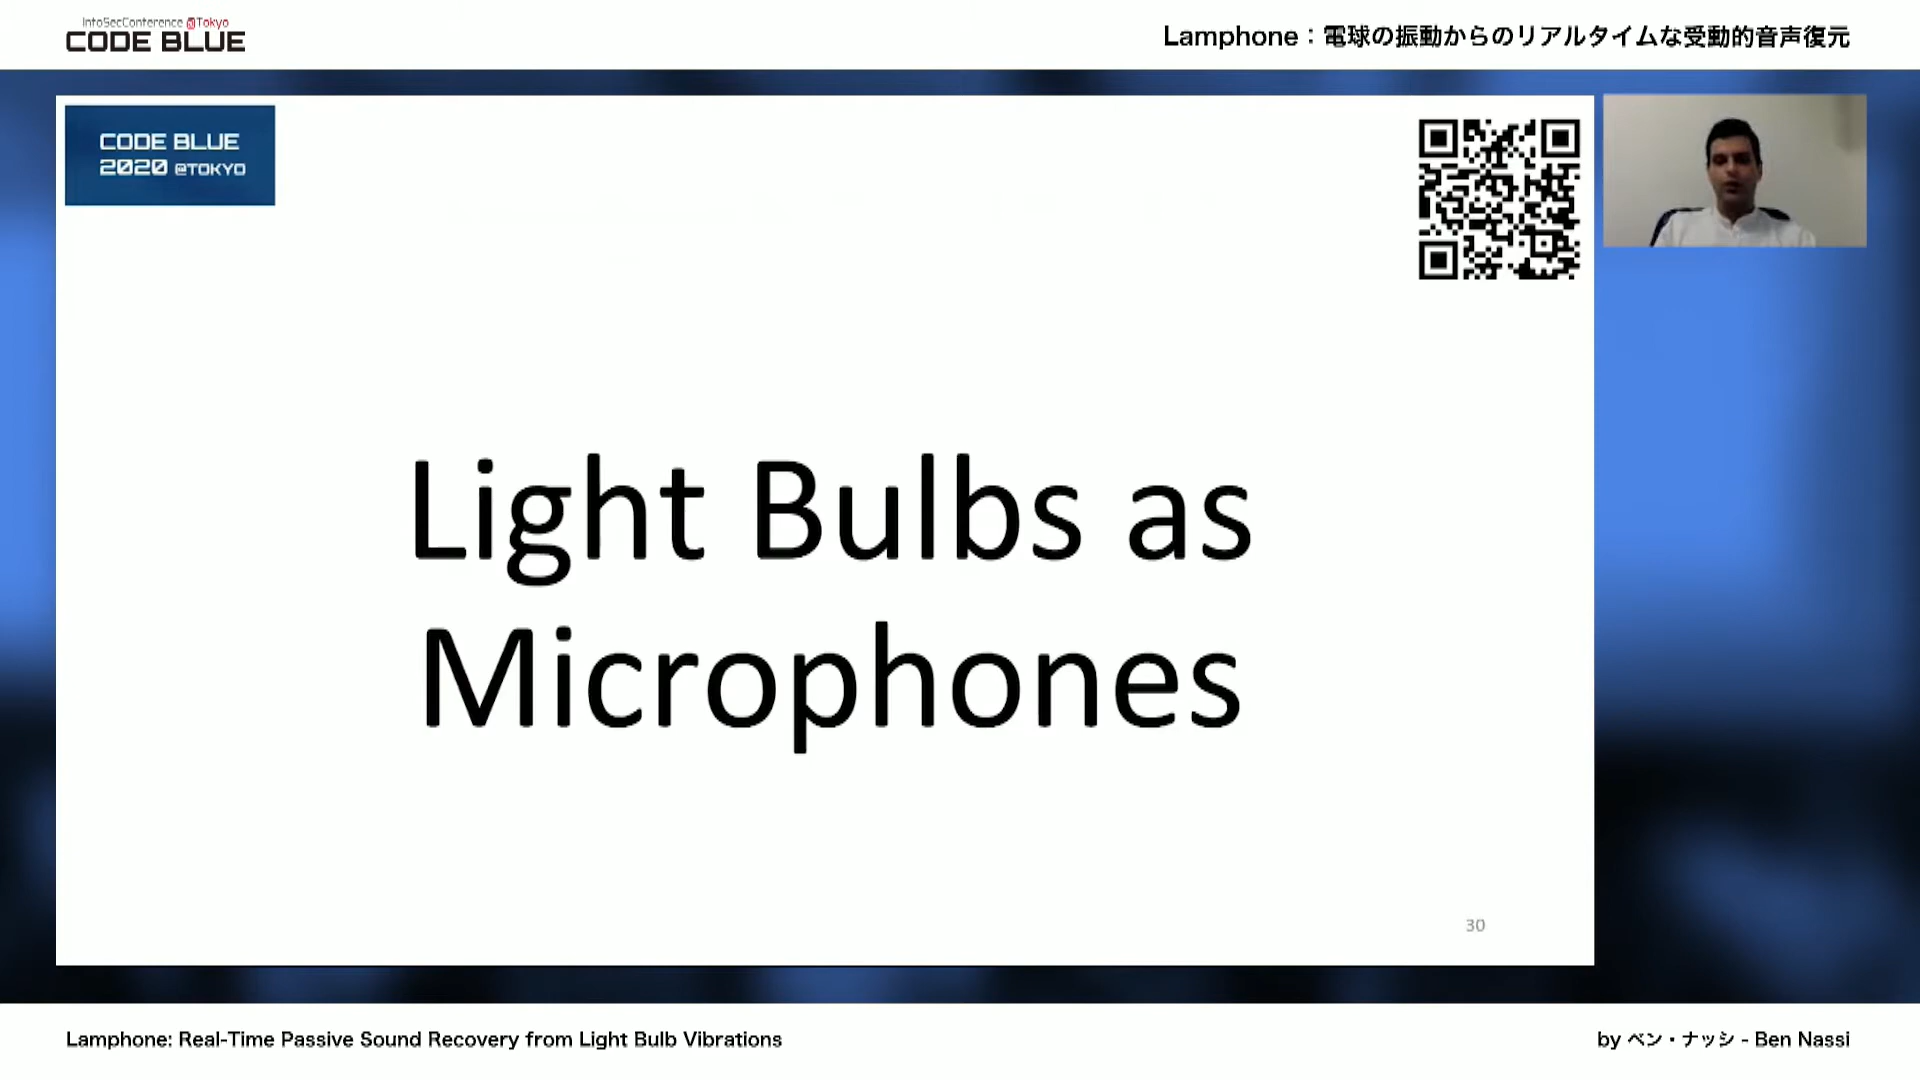 InfoSecConference @Tokyo
CODE BLUE
Lamphone：電球の振動からのリアルタイムな受動的音声復元
CODE BLUE
2020 @TOKYO
Light Bulbs as
Microphones
30
Lamphone: Real-Time Passive Sound Recovery from Light Bulb Vibrations
by ベン・ナッシ - Ben Nassi